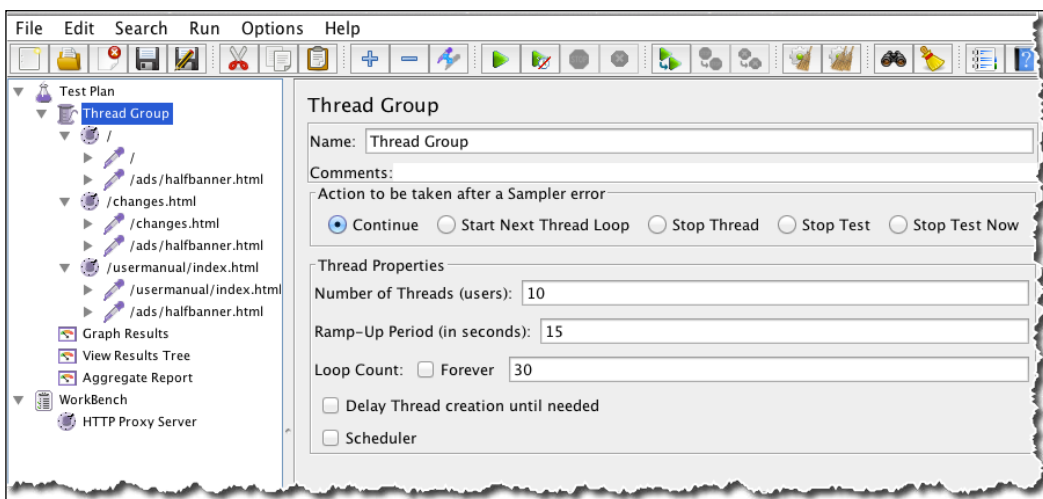 File Edit Search Run Options Help
Test Plan
Thread Group
/
/
/ads/halfbanner.html
/changes.html
/changes.html
/ads/halfbanner.html
/usermanual/index.html
/usermanual/index.html
/ads/halfbanner.html
Graph Results
View Results Tree
Aggregate Report
WorkBench
HTTP Proxy Server
Thread Group
Name: Thread Group
Comments:
Action to be taken after a Sampler error
Continue Start Next Thread Loop Stop Thread Stop Test Stop Test Now
Thread Properties
Number of Threads (users): 10
Ramp-Up Period (in seconds): 15
Loop Count: Forever 30
Delay Thread creation until needed
Scheduler